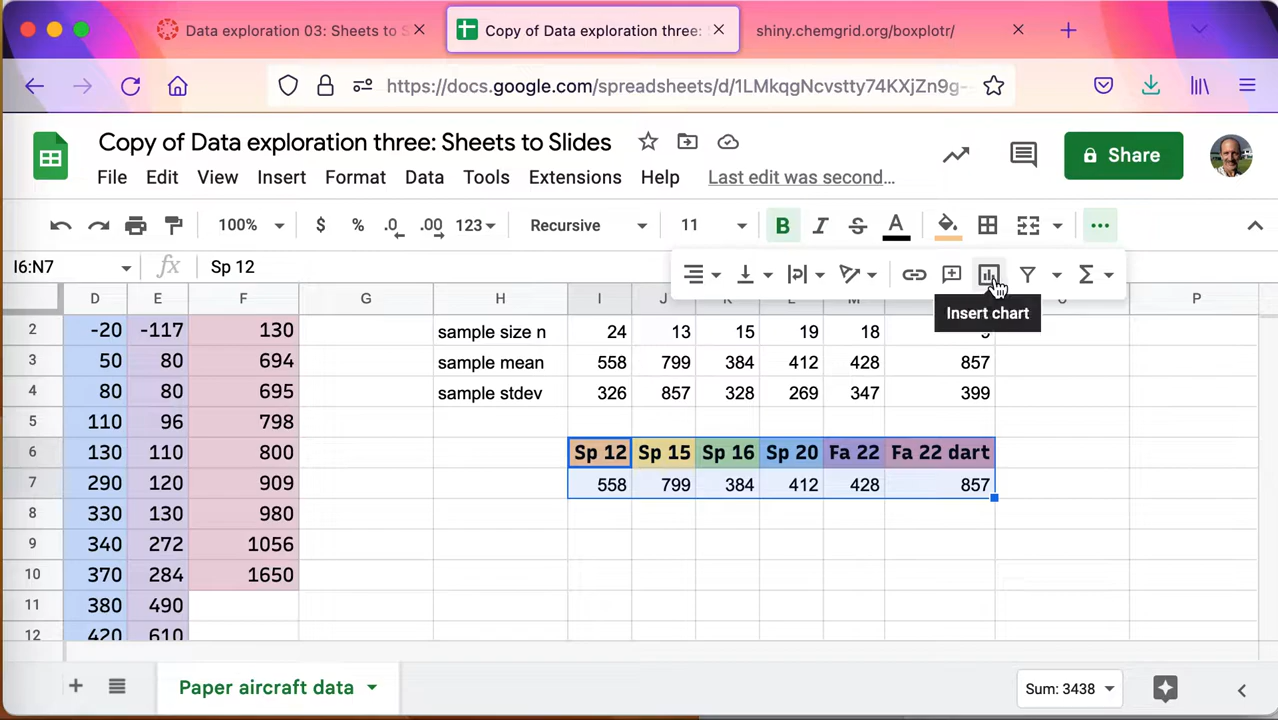 Data exploration 03: Sheets to S
Copy of Data exploration three:
shiny.chemgrid.org/boxplotr/
https://docs.google.com/spreadsheets/d/1LMkqgNcvstty74KXjZn9g-
Copy of Data exploration three: Sheets to Slides
Share
File Edit View Insert Format Data Tools Extensions Help Last edit was second...
100% $ % .0 .00 123 Recursive 11 B I S A
I6:N7 fx Sp 12
Σ
Insert chart
D E F G H I J K L M O P
2 -20 -117 130 sample size n 24 13 15 19 18
3 50 80 694 sample mean 558 799 384 412 428 857
4 80 80 695 sample stdev 326 857 328 269 347 399
5 110 96 798
6 130 110 800 Sp 12 Sp 15 Sp 16 Sp 20 Fa 22 Fa 22 dart
7 290 120 909 558 799 384 412 428 857
8 330 130 980
9 340 272 1056
10 370 284 1650
11 380 490
12 420 610
Paper aircraft data
Sum: 3438